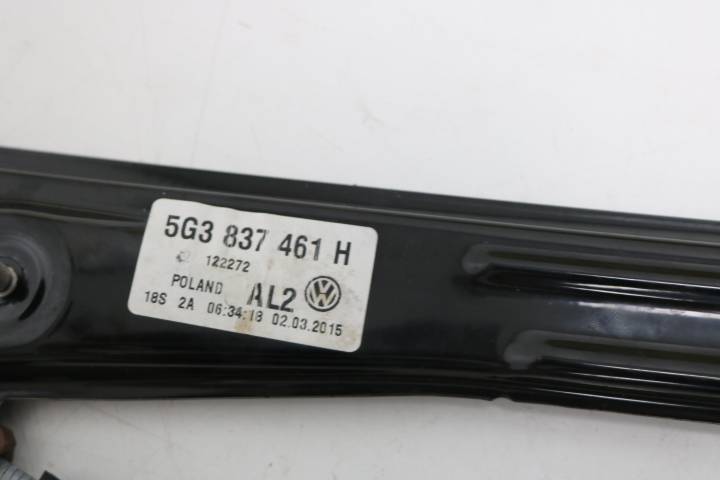 5G3 837 461 H
122272
POLAND AL2
18S 2A 06:34:18 02.03.2015